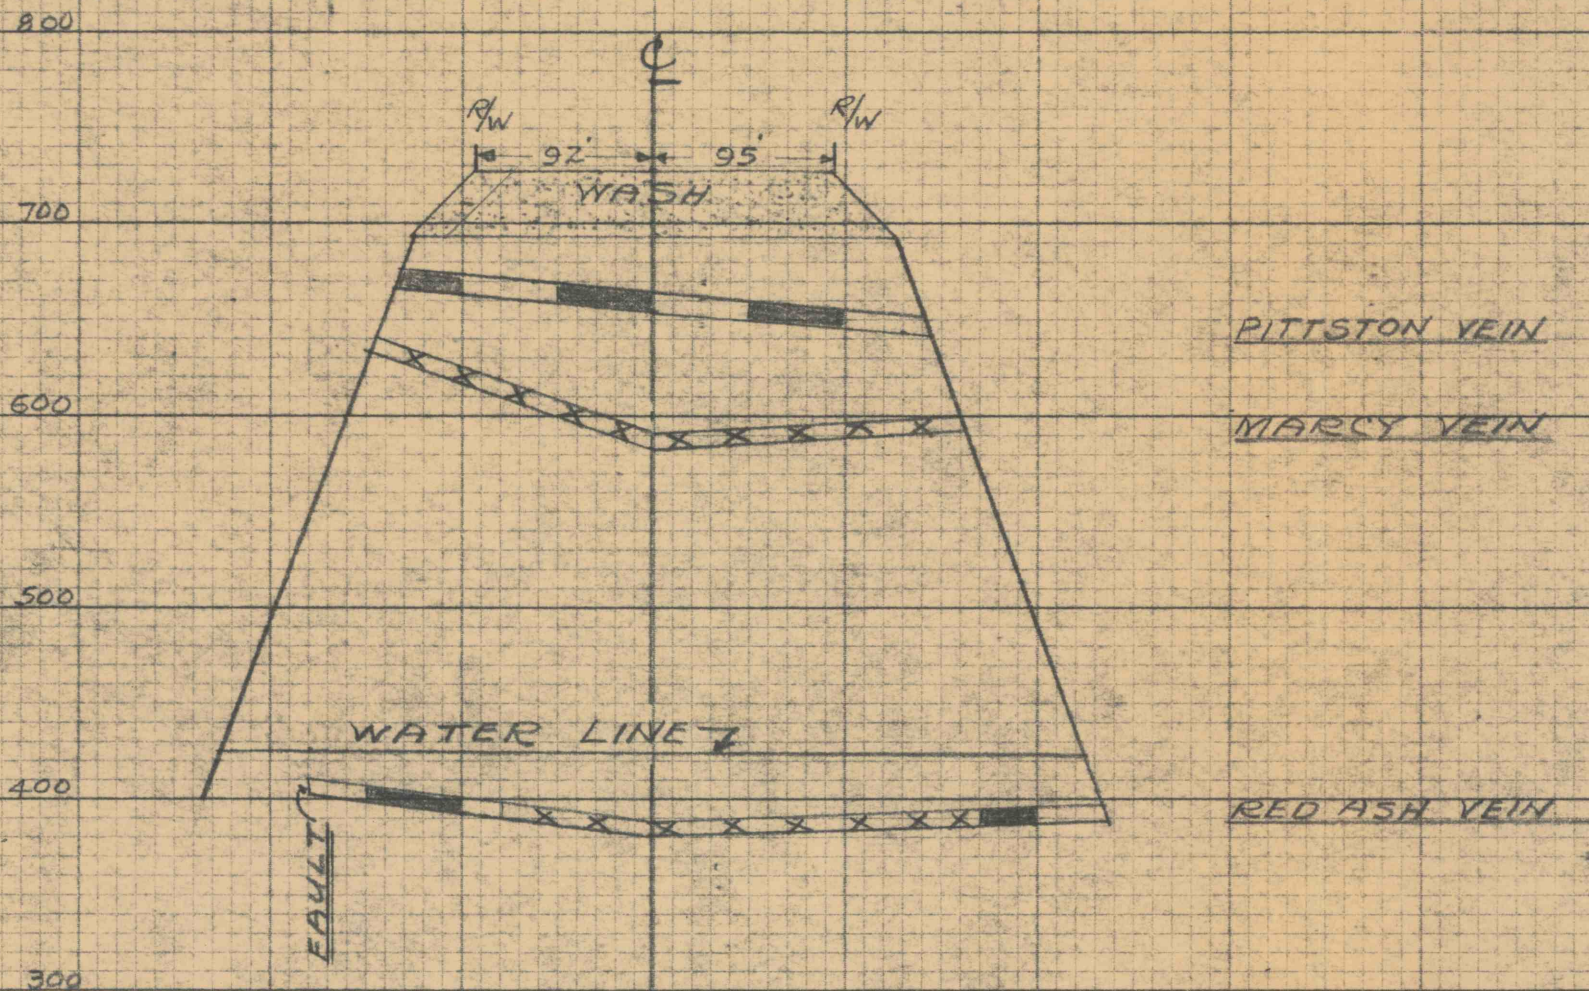 800
℄
R/W R/W
92' 95'
WASH
700
PITTSTON VEIN
600
MARCY VEIN
500
WATER LINE
400
RED ASH VEIN
FAULT
300